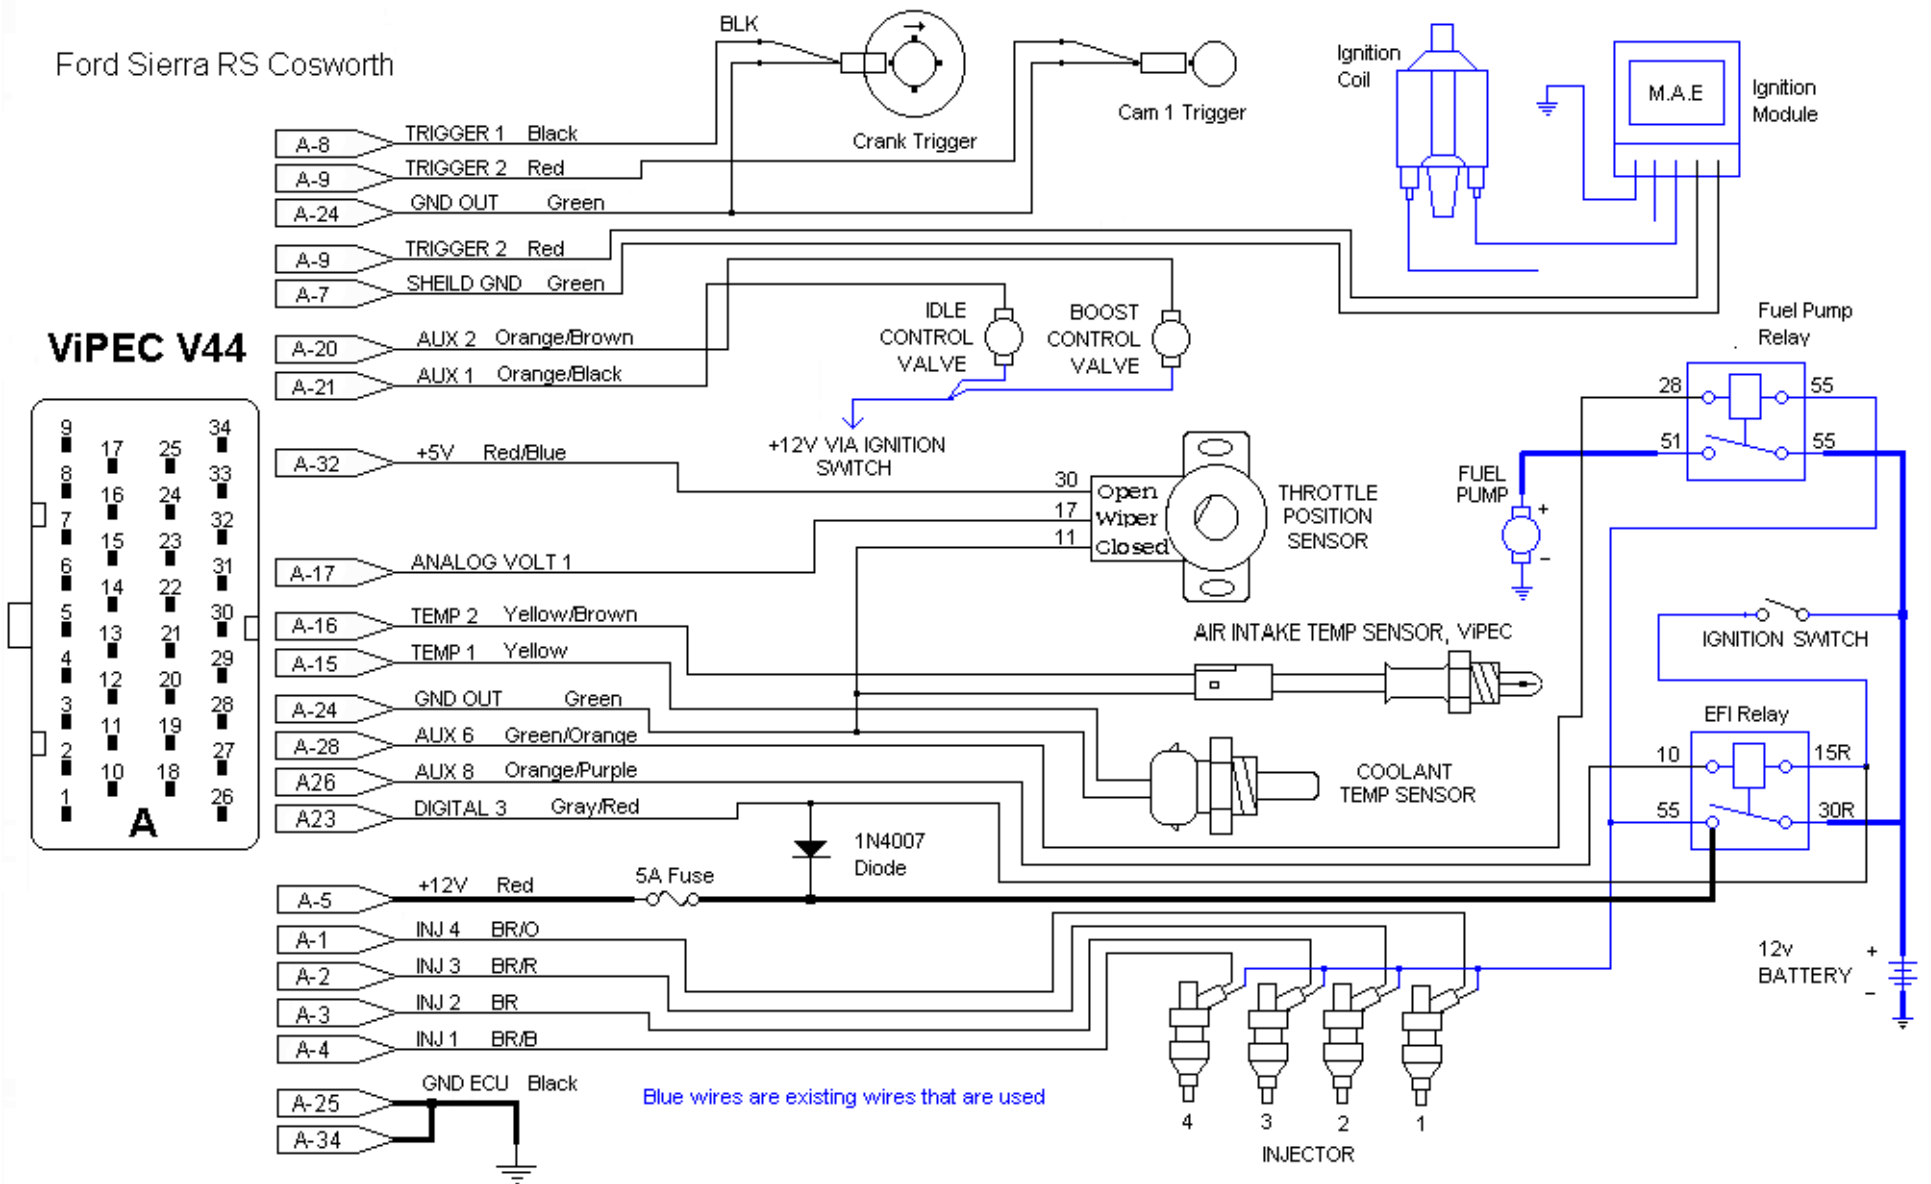 Ford Sierra RS Cosworth
BLK
Crank Trigger
Cam 1 Trigger
Ignition
Coil
M.A.E
Ignition
Module
A-8 TRIGGER 1 Black
A-9 TRIGGER 2 Red
A-24 GND OUT Green
A-9 TRIGGER 2 Red
A-7 SHEILD GND Green
A-20 AUX 2 Orange/Brown
A-21 AUX 1 Orange/Black
IDLE
CONTROL
VALVE
BOOST
CONTROL
VALVE
+12V VIA IGNITION
SWITCH
Fuel Pump
Relay
28 55
51 55
FUEL
PUMP
+
–
ViPEC V44
9 34
17 25
8 33
16 24
7 32
15 23
6 31
14 22
5 30
13 21
4 29
12 20
3 28
11 19
2 27
10 18
1 26
A
A-32 +5V Red/Blue
30 Open
17 Wiper
11 Closed
THROTTLE
POSITION
SENSOR
A-17 ANALOG VOLT 1
A-16 TEMP 2 Yellow/Brown
A-15 TEMP 1 Yellow
A-24 GND OUT Green
A-28 AUX 6 Green/Orange
A26 AUX 8 Orange/Purple
A23 DIGITAL 3 Gray/Red
AIR INTAKE TEMP SENSOR, ViPEC
IGNITION SWITCH
EFI Relay
10 15R
55 30R
COOLANT
TEMP SENSOR
1N4007
Diode
A-5 +12V Red
5A Fuse
A-1 INJ 4 BR/O
A-2 INJ 3 BR/R
A-3 INJ 2 BR
A-4 INJ 1 BR/B
12v
BATTERY
+
–
A-25 GND ECU Black
A-34
Blue wires are existing wires that are used
4 3 2 1
INJECTOR